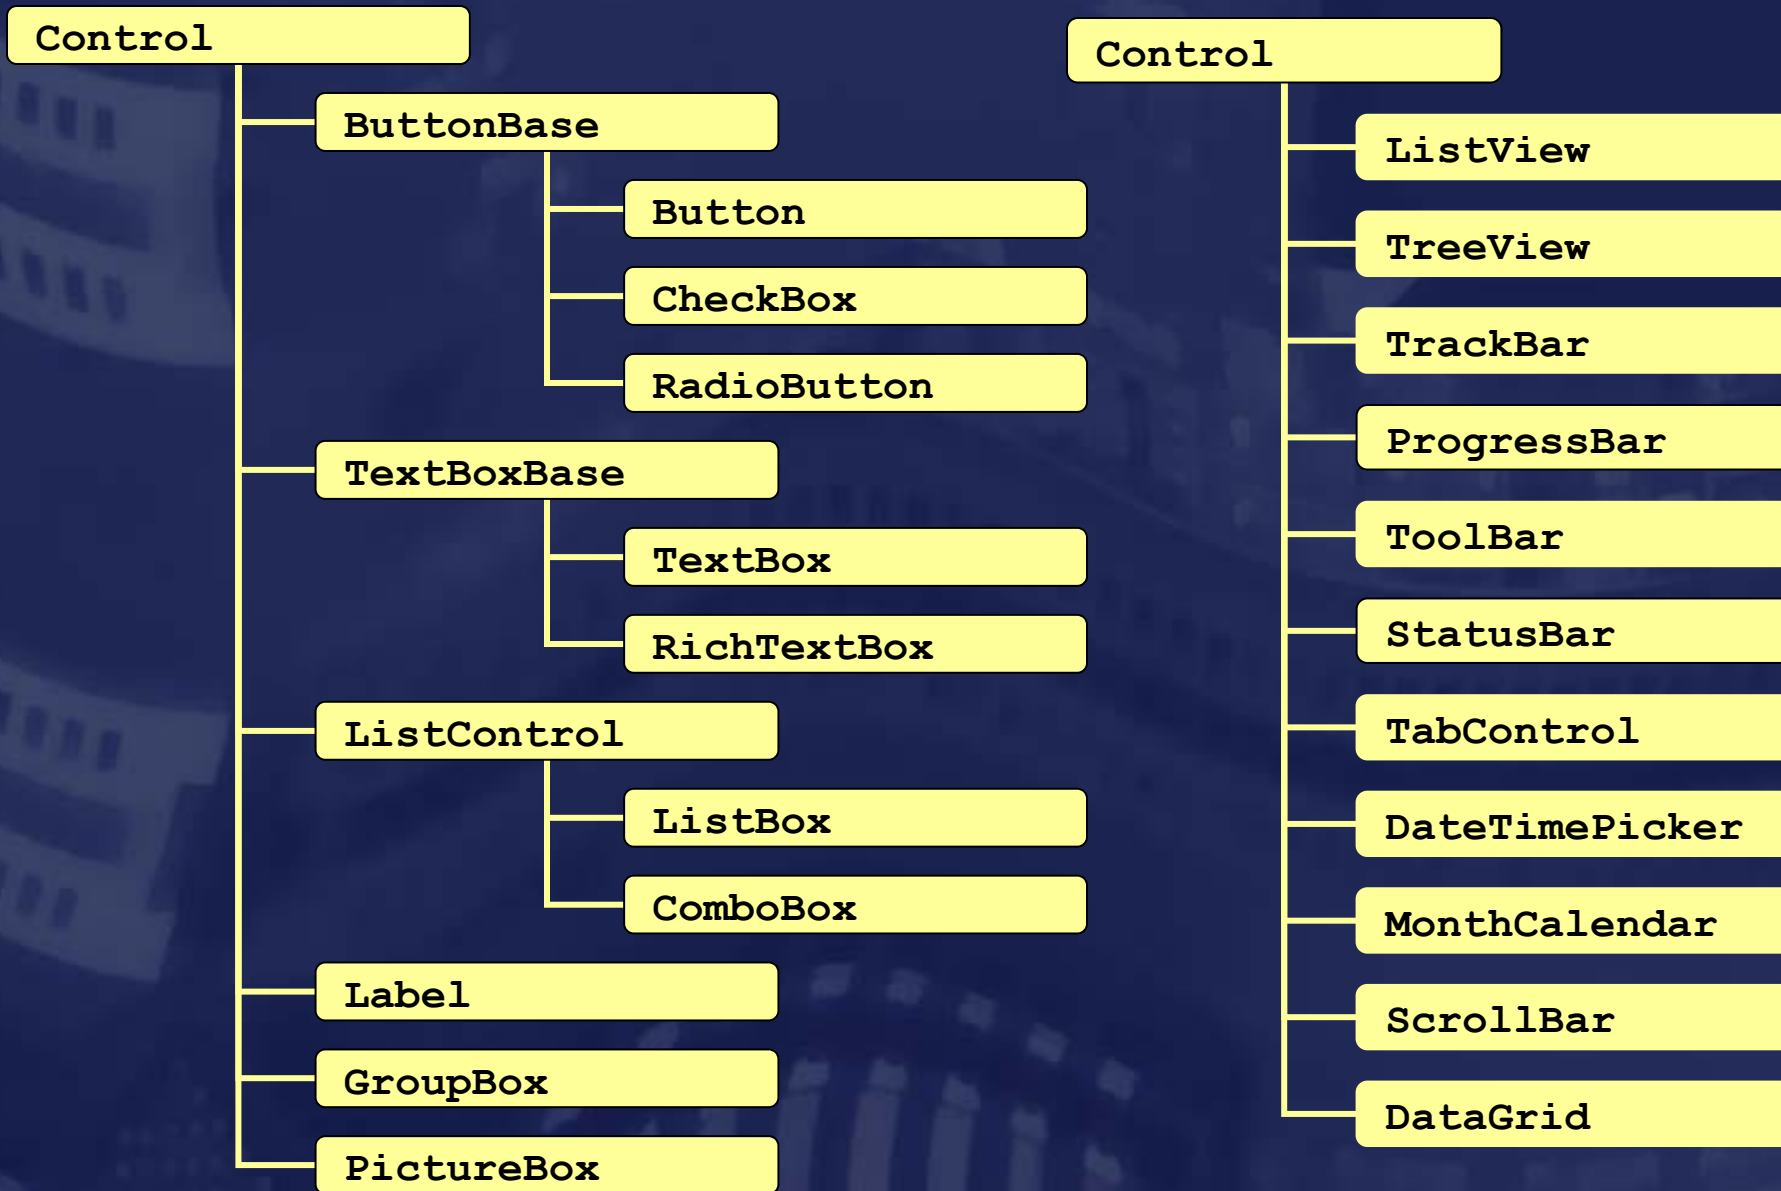 Control
ButtonBase
Button
CheckBox
RadioButton
TextBoxBase
TextBox
RichTextBox
ListControl
ListBox
ComboBox
Label
GroupBox
PictureBox
Control
ListView
TreeView
TrackBar
ProgressBar
ToolBar
StatusBar
TabControl
DateTimePicker
MonthCalendar
ScrollBar
DataGrid